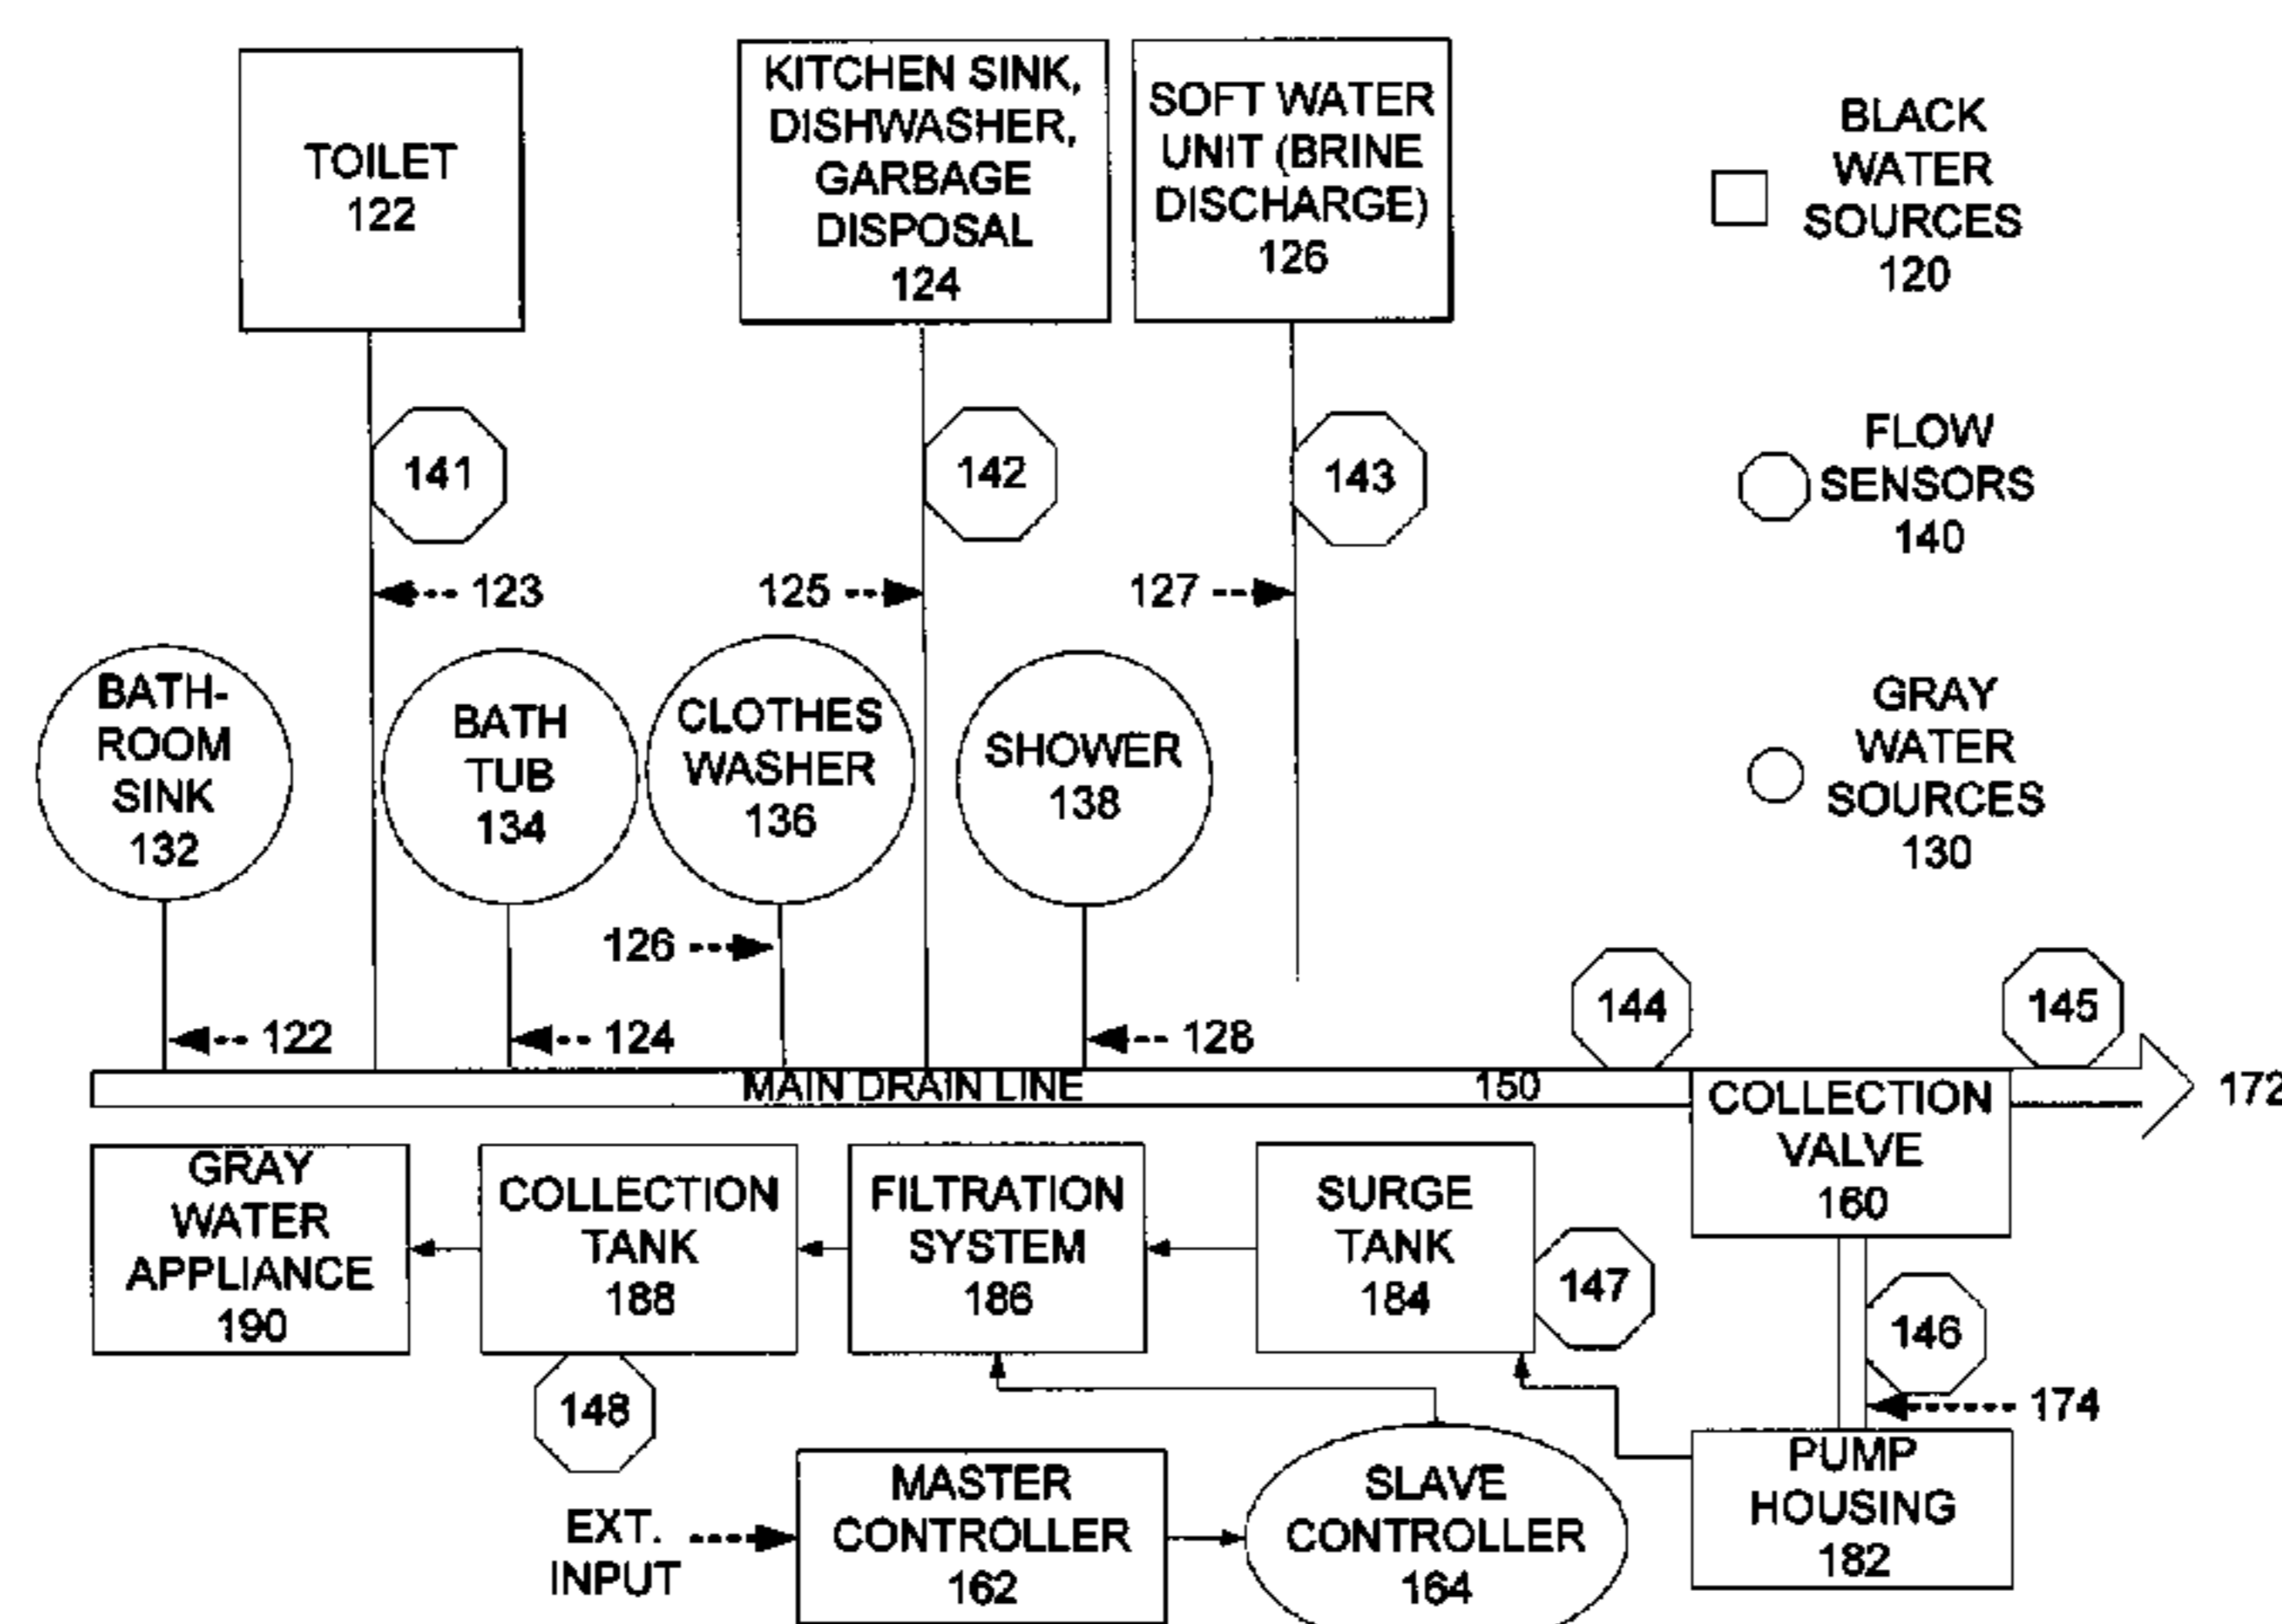 TOILET
122
KITCHEN SINK,
DISHWASHER,
GARBAGE
DISPOSAL
124
SOFT WATER
UNIT (BRINE
DISCHARGE)
126
BLACK
WATER
SOURCES
120
141
142
143
FLOW
SENSORS
140
123
125
127
BATH-
ROOM
SINK
132
BATH
TUB
134
CLOTHES
WASHER
136
SHOWER
138
GRAY
WATER
SOURCES
130
126
122
124
128
144
145
MAIN DRAIN LINE
150
172
COLLECTION
VALVE
160
GRAY
WATER
APPLIANCE
190
COLLECTION
TANK
188
FILTRATION
SYSTEM
186
SURGE
TANK
184
147
146
174
148
EXT.
INPUT
MASTER
CONTROLLER
162
SLAVE
CONTROLLER
164
PUMP
HOUSING
182